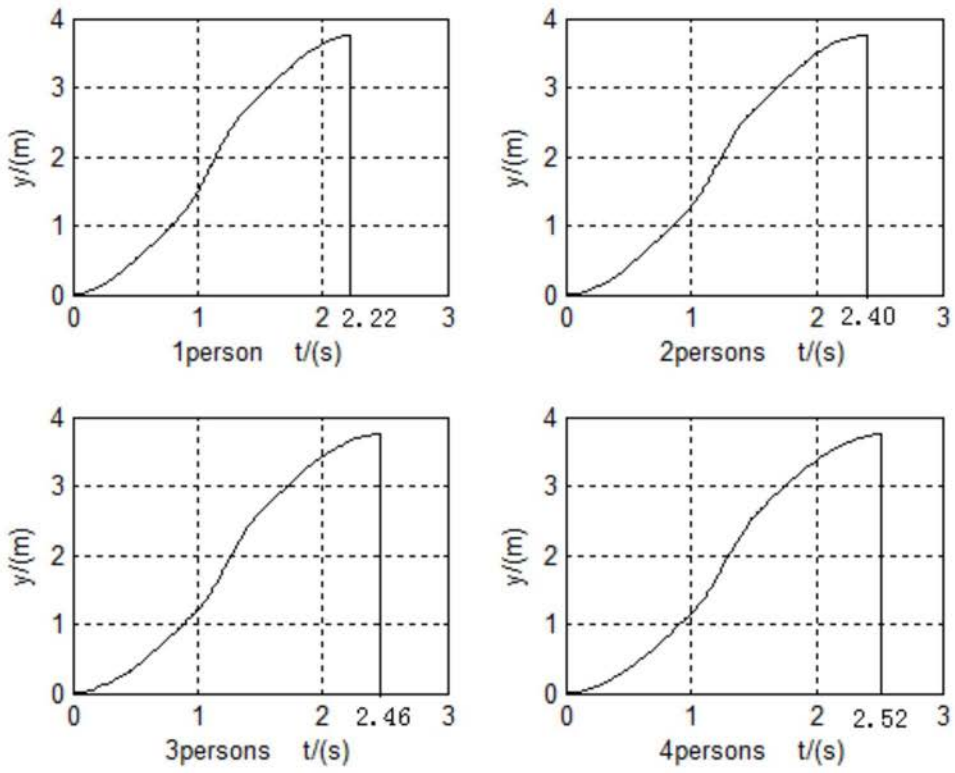 4
3
y/(m)
2
1
0
0 1 2 2.22 3
1person t/(s)
4
3
y/(m)
2
1
0
0 1 2 2.40 3
2persons t/(s)
4
3
y/(m)
2
1
0
0 1 2 2.46 3
3persons t/(s)
4
3
y/(m)
2
1
0
0 1 2 2.52 3
4persons t/(s)